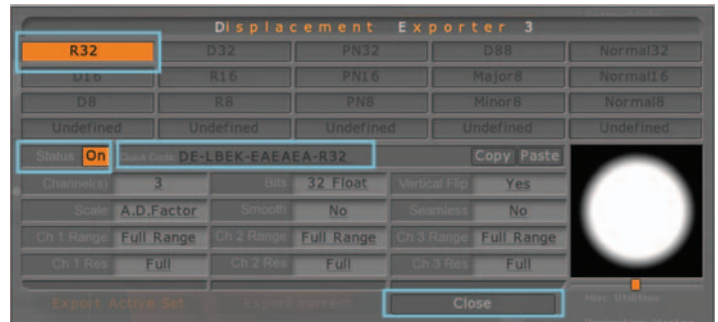 Displacement Exporter 3
R32 D32 PN32 D88 Normal32
D16 R16 PN16 Major8 Normal16
D8 R8 PN8 Minor8 Normal8
Undefined Undefined Undefined Undefined Undefined
Status On Quick Code DE-LBEK-EAEAEA-R32 Copy Paste
Channel(s) 3 Bits 32 Float Vertical Flip Yes
Scale A.D.Factor Smooth No Seamless No
Ch 1 Range Full Range Ch 2 Range Full Range Ch 3 Range Full Range
Ch 1 Res Full Ch 2 Res Full Ch 3 Res Full
Export Active Set Export current Close
Misc Utilities